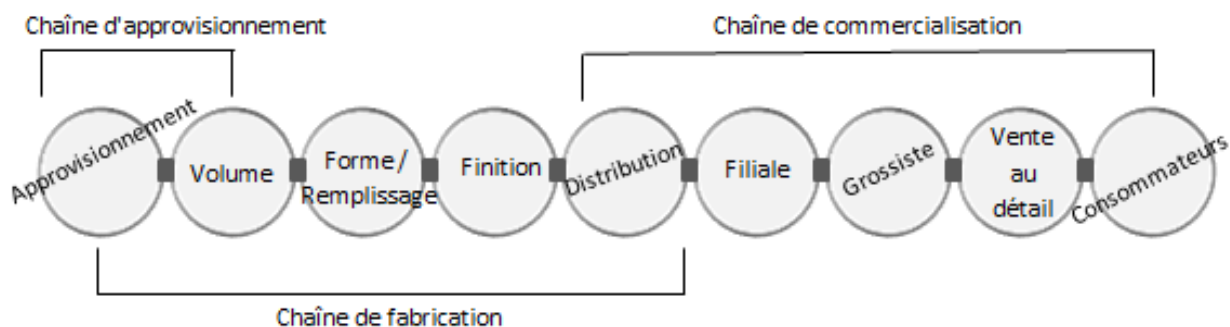 Chaîne d'approvisionnement
Chaîne de commercialisation
Approvisionnement
Volume
Forme /
Remplissage
Finition
Distribution
Filiale
Grossiste
Vente
au
détail
Consommateurs
Chaîne de fabrication